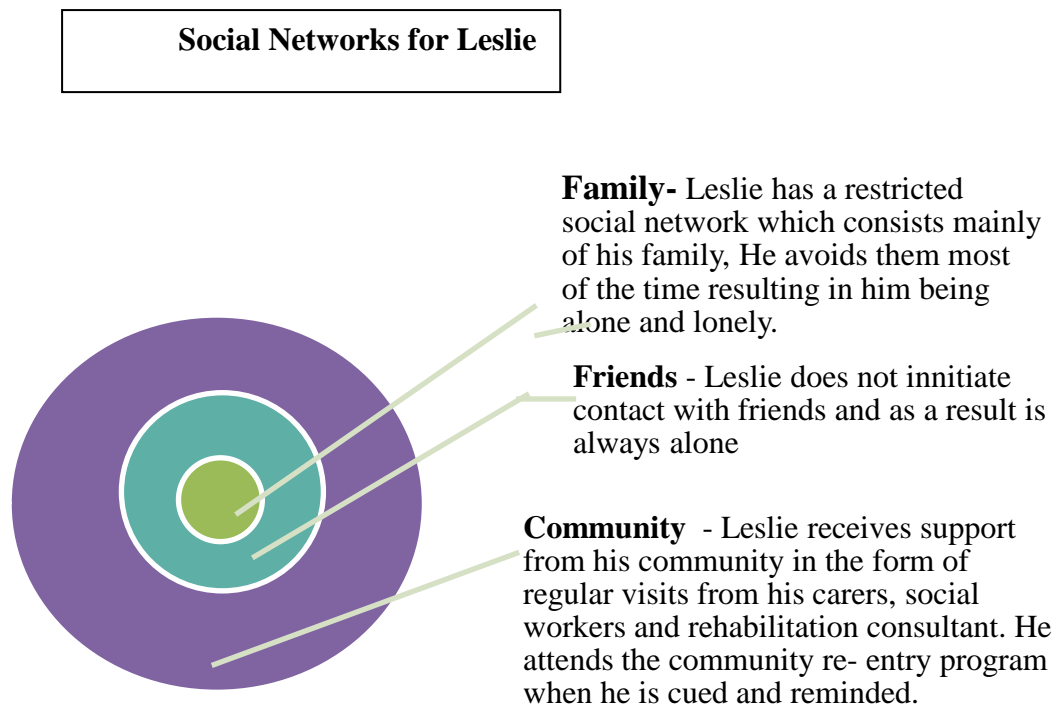 Social Networks for Leslie
Family- Leslie has a restricted
social network which consists mainly
of his family, He avoids them most
of the time resulting in him being
alone and lonely.
Friends - Leslie does not innitiate
contact with friends and as a result is
always alone
Community - Leslie receives support
from his community in the form of
regular visits from his carers, social
workers and rehabilitation consultant. He
attends the community re- entry program
when he is cued and reminded.